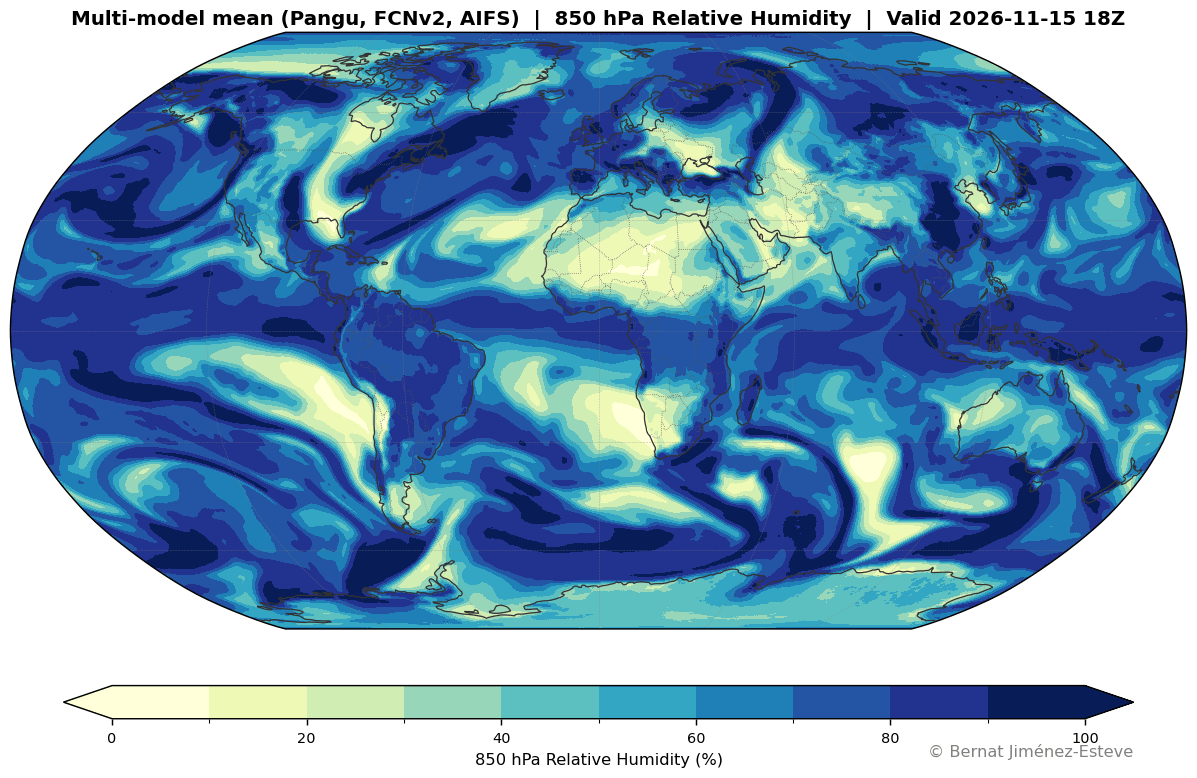 Multi-model mean (Pangu, FCNv2, AIFS) | 850 hPa Relative Humidity | Valid 2026-11-15 18Z
0 20 40 60 80 100
850 hPa Relative Humidity (%)
© Bernat Jiménez-Esteve